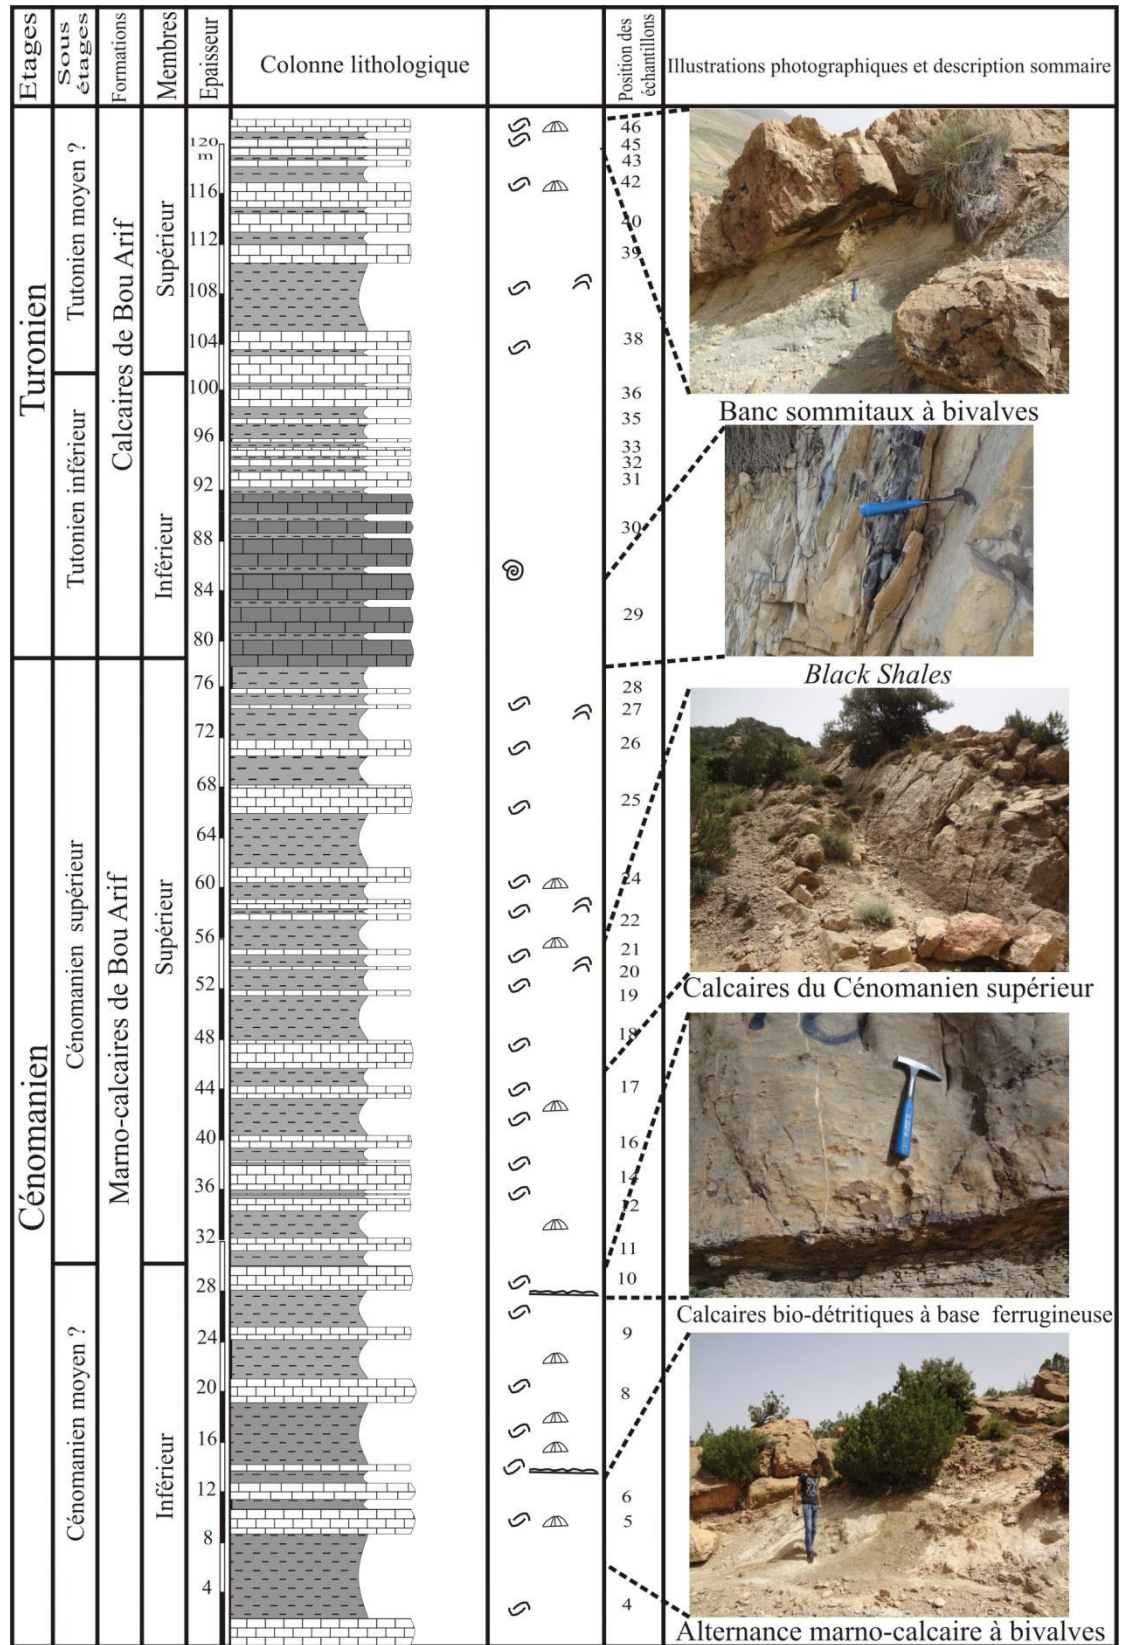 Etages
Sous étages
Formations
Membres
Epaisseur
Colonne lithologique
Position des échantillons
Illustrations photographiques et description sommaire
Turonien
Cénomanien
Tutonien moyen ?
Tutonien inférieur
Cénomanien supérieur
Cénomanien moyen ?
Calcaires de Bou Arif
Marno-calcaires de Bou Arif
Supérieur
Inférieur
Supérieur
Inférieur
120
m
116
112
108
104
100
96
92
88
84
80
76
72
68
64
60
56
52
48
44
40
36
32
28
24
20
16
12
8
4
46
45
43
42
40
39
38
36
35
33
32
31
30
29
28
27
26
25
24
22
21
20
19
18
17
16
14
12
11
10
9
8
6
5
4
Banc sommitaux à bivalves
Black Shales
Calcaires du Cénomanien supérieur
Calcaires bio-détritiques à base ferrugineuse
Alternance marno-calcaire à bivalves